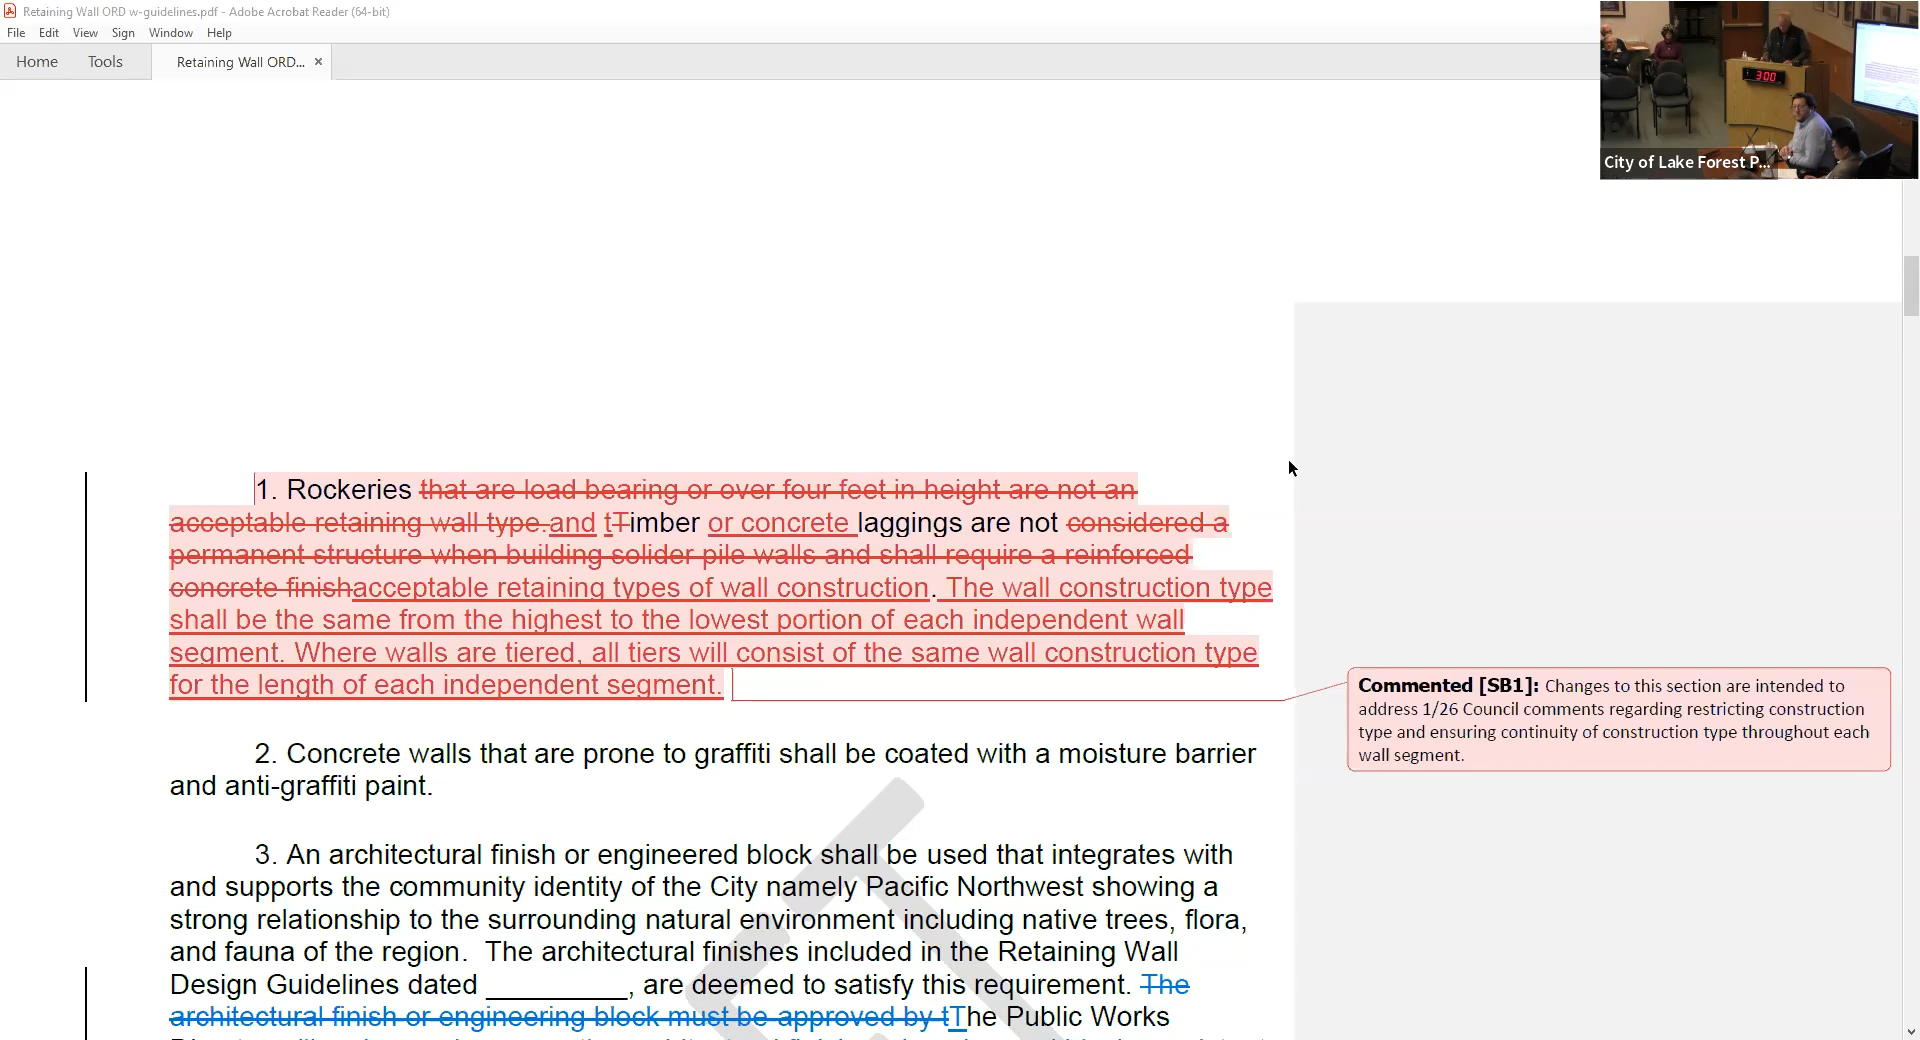 Retaining Wall ORD w-guidelines.pdf - Adobe Acrobat Reader (64-bit)
File Edit View Sign Window Help
Home Tools Retaining Wall ORD... ×
3:00
City of Lake Forest P...
1. Rockeries that are load bearing or over four feet in height are not an
acceptable retaining wall type.and tTimber or concrete laggings are not considered a
permanent structure when building solider pile walls and shall require a reinforced
concrete finishacceptable retaining types of wall construction. The wall construction type
shall be the same from the highest to the lowest portion of each independent wall
segment. Where walls are tiered, all tiers will consist of the same wall construction type
for the length of each independent segment.
Commented [SB1]: Changes to this section are intended to
address 1/26 Council comments regarding restricting construction
type and ensuring continuity of construction type throughout each
wall segment.
2. Concrete walls that are prone to graffiti shall be coated with a moisture barrier
and anti-graffiti paint.
3. An architectural finish or engineered block shall be used that integrates with
and supports the community identity of the City namely Pacific Northwest showing a
strong relationship to the surrounding natural environment including native trees, flora,
and fauna of the region. The architectural finishes included in the Retaining Wall
Design Guidelines dated _________, are deemed to satisfy this requirement. The
architectural finish or engineering block must be approved by tThe Public Works